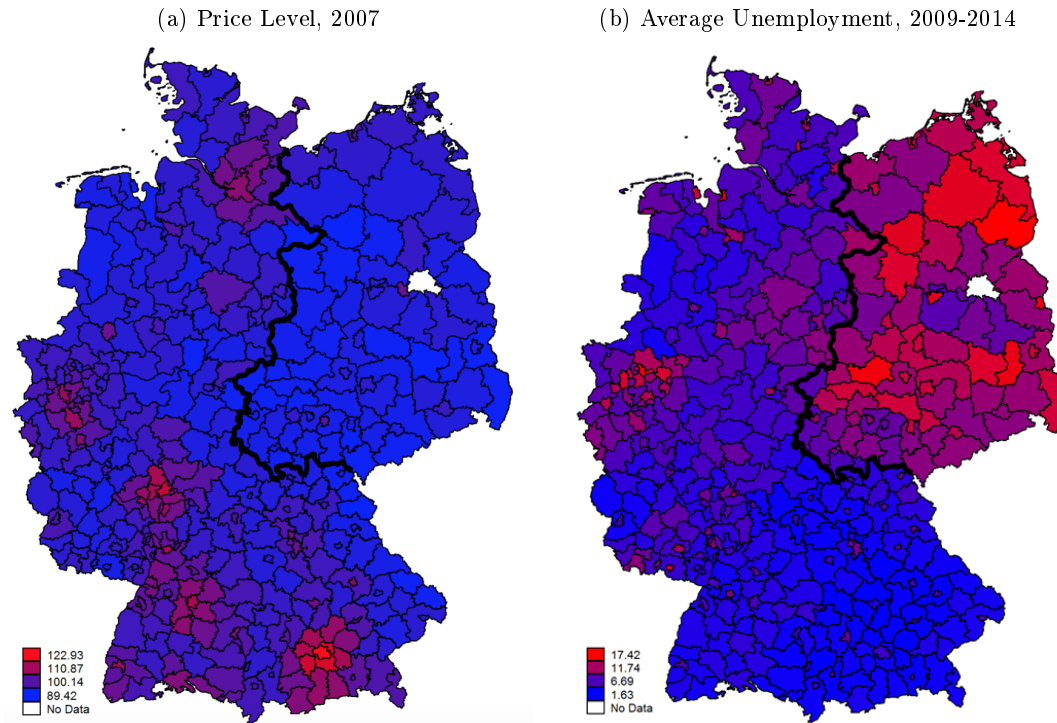 (a) Price Level, 2007
(b) Average Unemployment, 2009-2014
122.93
110.87
100.14
89.42
No Data
17.42
11.74
6.69
1.63
No Data